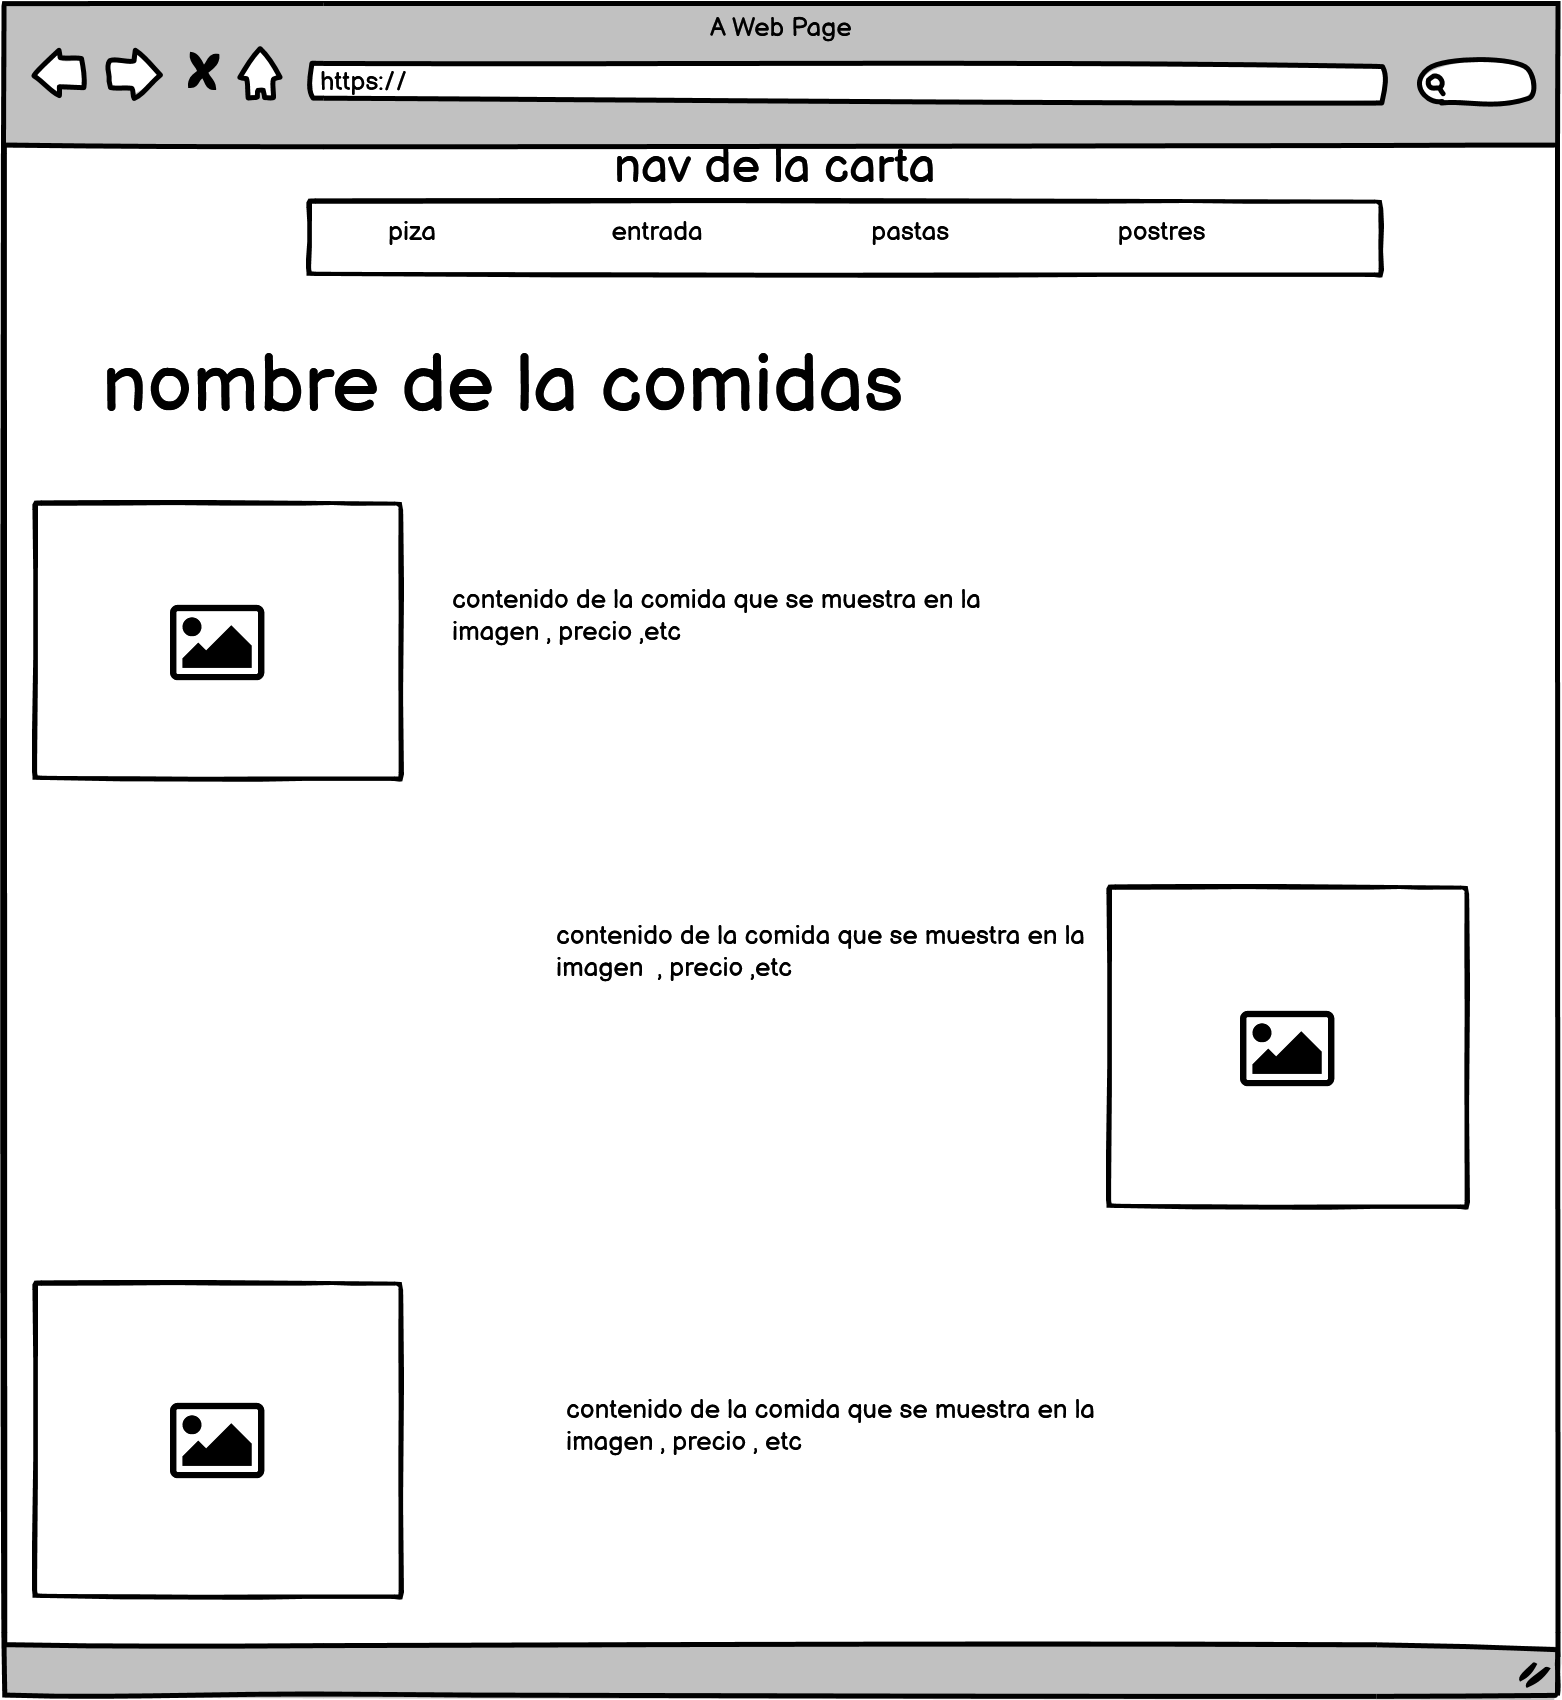 A Web Page
https://
nav de la carta
piza entrada pastas postres
nombre de la comidas
contenido de la comida que se muestra en la
imagen , precio ,etc
contenido de la comida que se muestra en la
imagen  , precio ,etc
contenido de la comida que se muestra en la
imagen , precio , etc